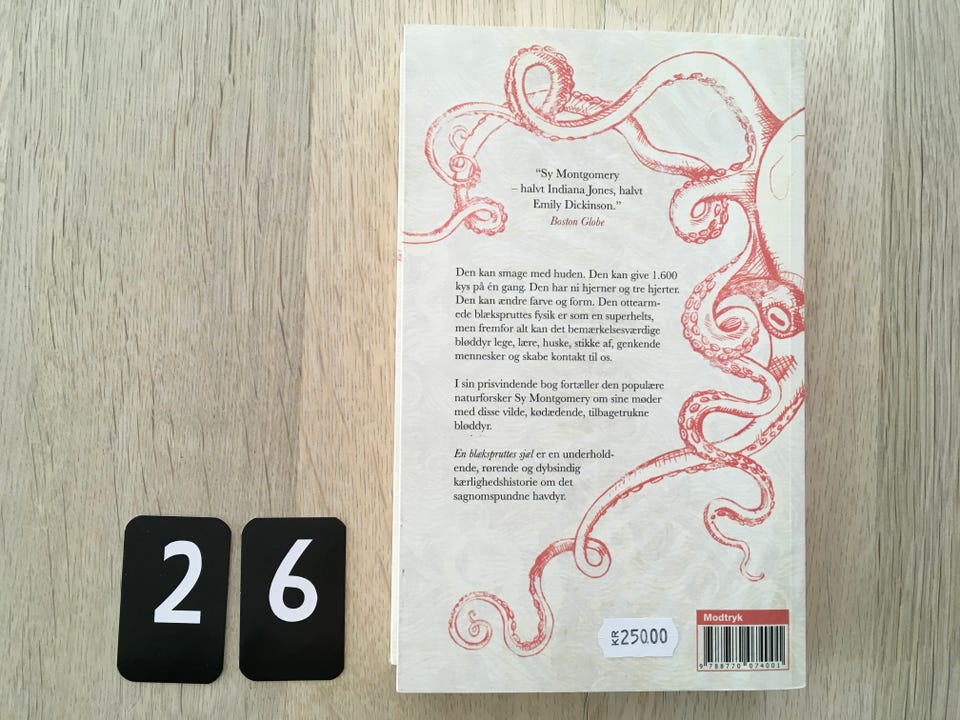 “Sy Montgomery
– halvt Indiana Jones, halvt
Emily Dickinson.”
Boston Globe
Den kan smage med huden. Den kan give 1.600
kys på én gang. Den har ni hjerner og tre hjerter.
Den kan ændre farve og form. Den ottearm-
ede blækspruttes fysik er som en superhelts,
men fremfor alt kan det bemærkelsesværdige
bløddyr lege, lære, huske, stikke af, genkende
mennesker og skabe kontakt til os.
I sin prisvindende bog fortæller den populære
naturforsker Sy Montgomery om sine møder
med disse vilde, kødædende, tilbagetrukne
bløddyr.
En blækspruttes sjæl er en underhold-
ende, rørende og dybsindig
kærlighedshistorie om det
sagnomspundne havdyr.
26
KR 250.00
Modtryk
9 788770 074001